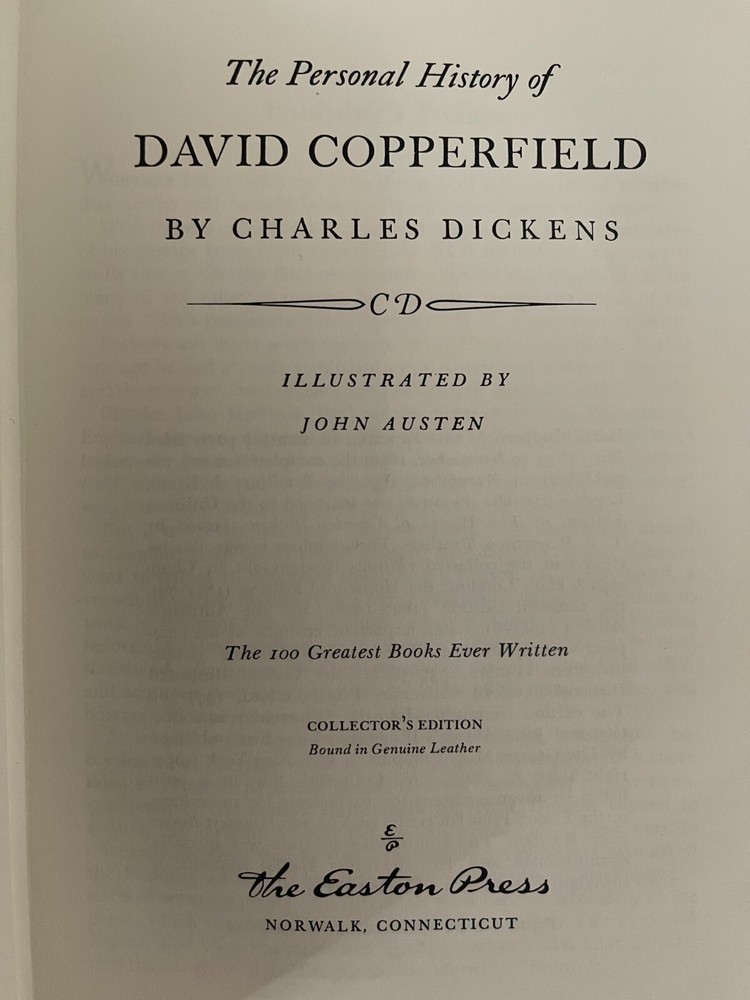 The Personal History of
DAVID COPPERFIELD
BY CHARLES DICKENS
CD
ILLUSTRATED BY
JOHN AUSTEN
The 100 Greatest Books Ever Written
COLLECTOR'S EDITION
Bound in Genuine Leather
E
P
The Easton Press
NORWALK, CONNECTICUT